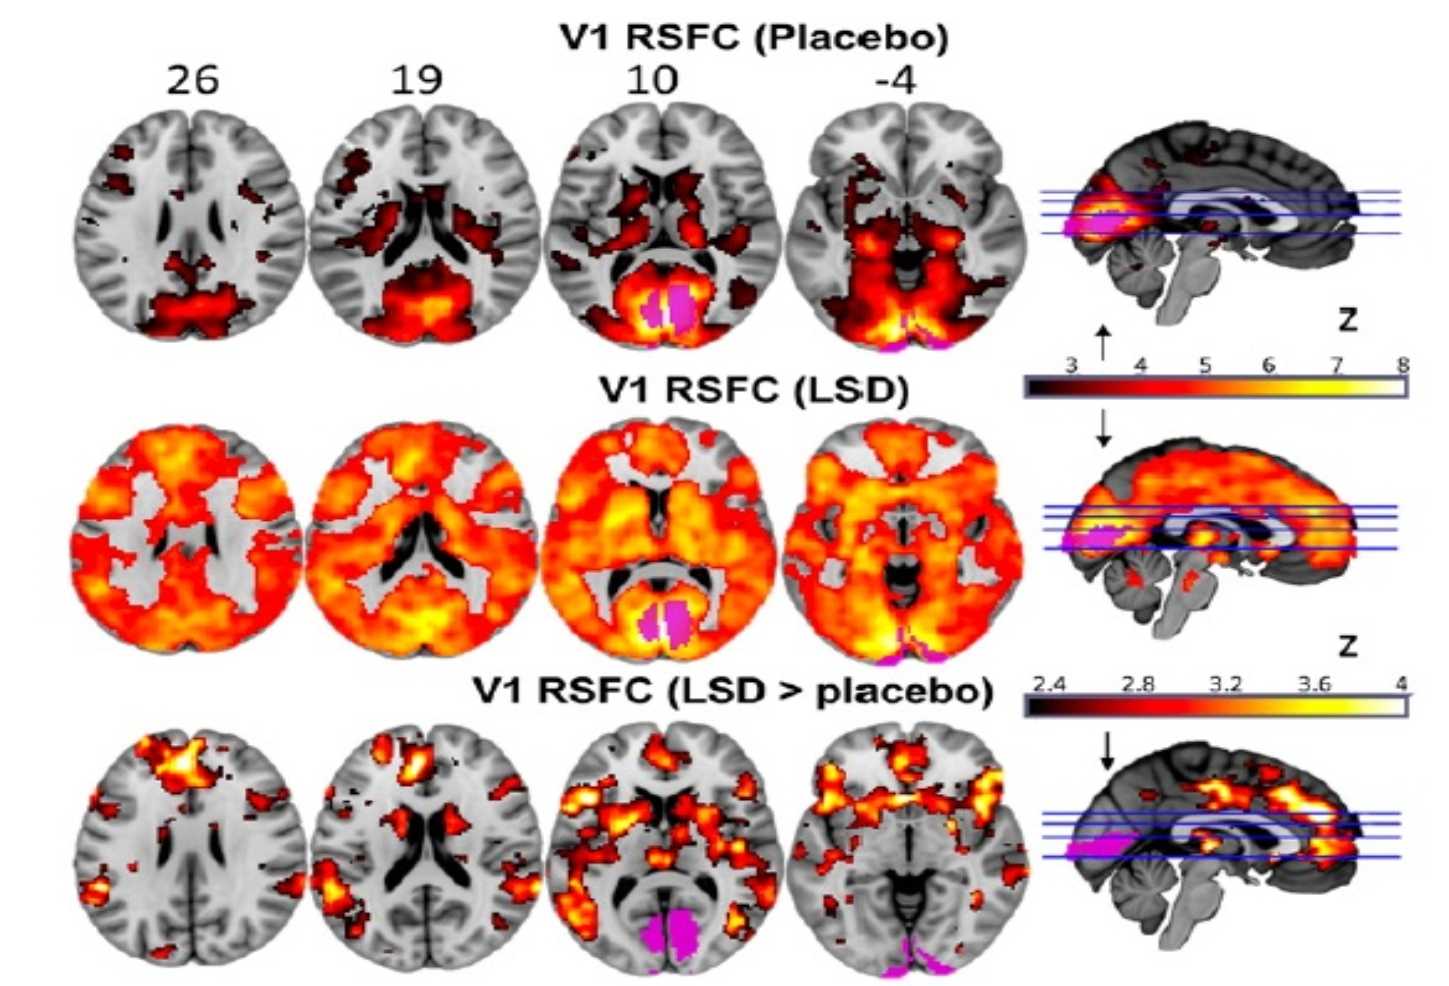 V1 RSFC (Placebo)
26 19 10 -4
Z
3 4 5 6 7 8
V1 RSFC (LSD)
Z
V1 RSFC (LSD > placebo)
2.4 2.8 3.2 3.6 4